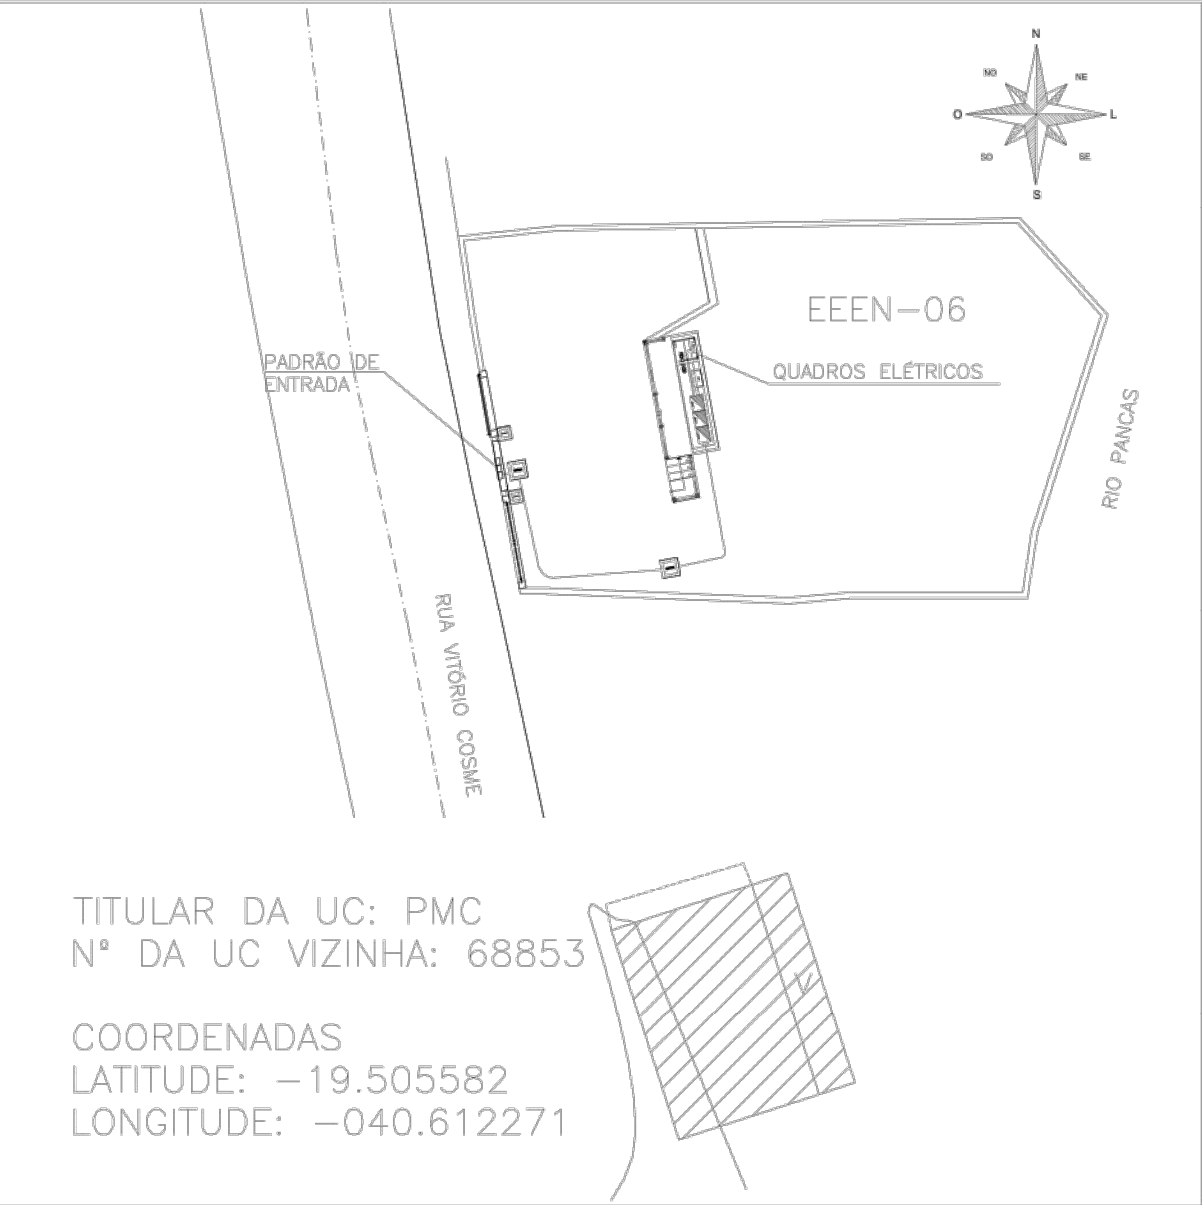 N
NO
NE
O
L
SO
SE
S
EEEN-06
PADRÃO DE
ENTRADA
QUADROS ELÉTRICOS
RIO PANCAS
RUA VITÓRIO COSME
TITULAR DA UC: PMC
Nº DA UC VIZINHA: 68853
COORDENADAS
LATITUDE: -19.505582
LONGITUDE: -040.612271